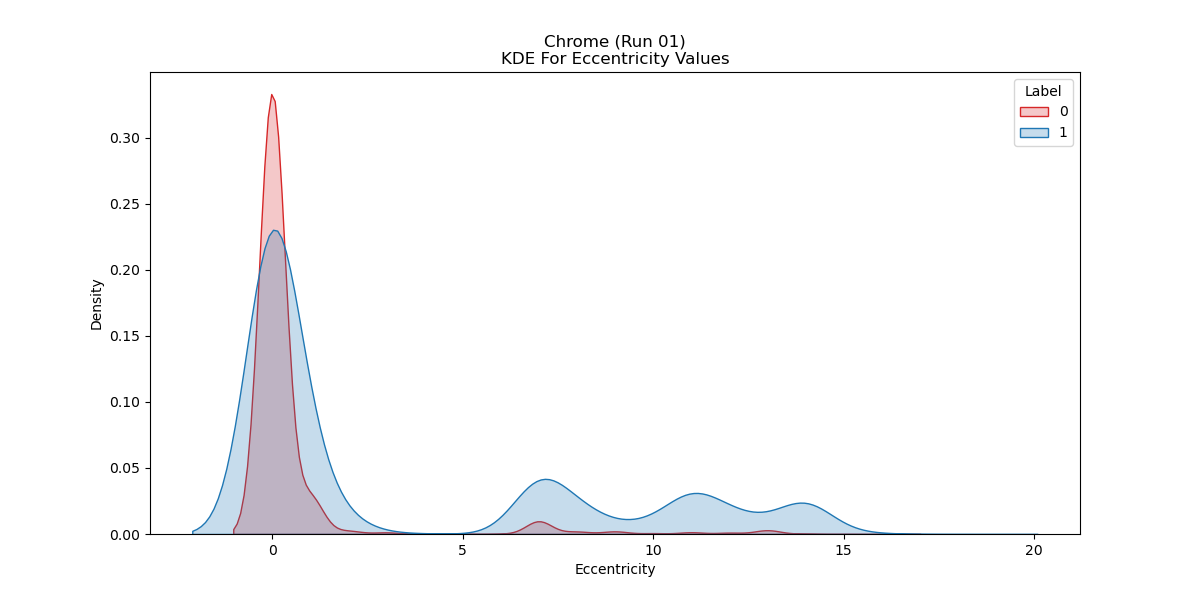 Chrome (Run 01)
KDE For Eccentricity Values
Label
0
1
0.30
0.25
0.20
0.15
0.10
0.05
0.00
Density
0 5 10 15 20
Eccentricity